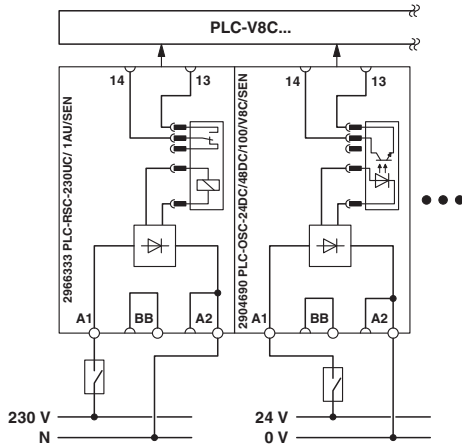 PLC-V8C...
14
13
14
13
2966333 PLC-RSC-230UC/ 1AU/SEN
2904690 PLC-OSC-24DC/48DC/100/V8C/SEN
A1
BB
A2
A1
BB
A2
230 V
N
24 V
0 V